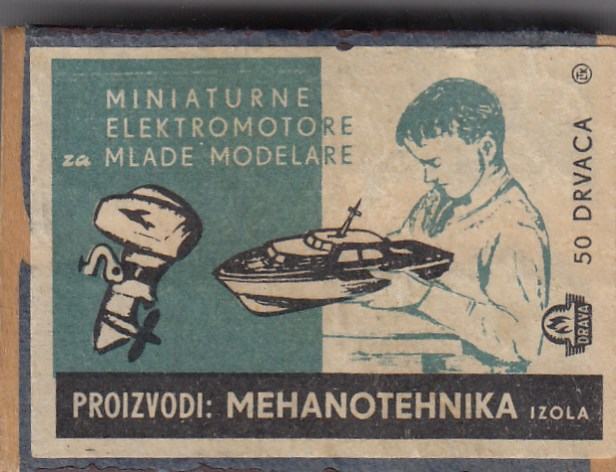 MINIATURNE
ELEKTROMOTORE
za MLADE MODELARE
50 DRVACA
DRAVA
PROIZVODI: MEHANOTEHNIKA IZOLA